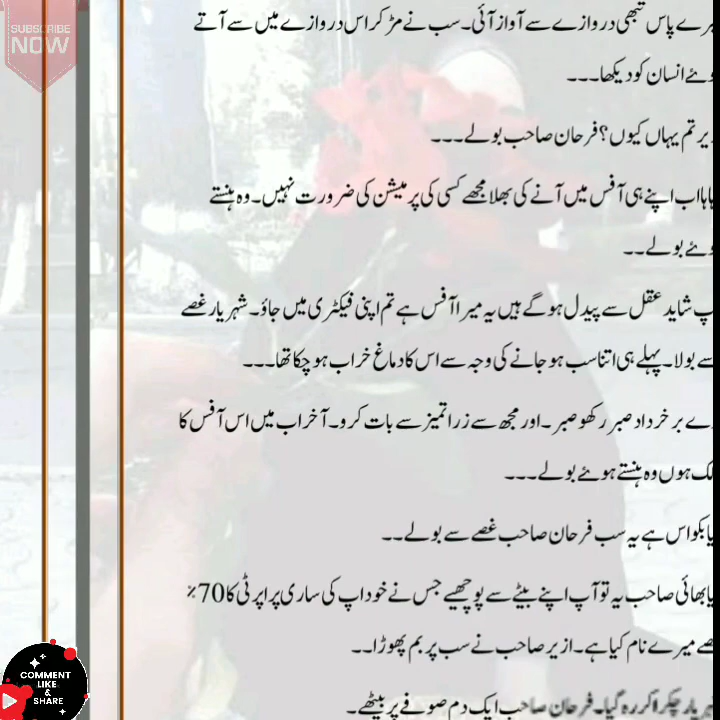 پاس تبھی دروازے سے آواز آئی۔ سب نے مڑ کر اس دروازے میں سے آتے
انسان کو دیکھا۔۔۔
تم یہاں کیوں؟ فرحان صاحب بولے۔۔۔
اب اپنے ہی آفس میں آنے کی بھلا مجھے کسی کی پرمیشن کی ضرورت نہیں۔ وہ ہنستے
بولے۔۔
شاید عقل سے پیدل ہو گے ہیں یہ میرا آفس ہے تم اپنی فیکٹری میں جاؤ۔ شہریار غصے
سے بولا۔ پہلے ہی اتنا سب ہو جانے کی وجہ سے اس کا دماغ خراب ہو چکا تھا۔۔۔
برخرداد صبر رکھو صبر۔ اور مجھ سے زرا تمیز سے بات کرو۔ آخر اب میں اس آفس کا
ہوں وہ ہنستے ہوئے بولے۔۔۔
بکواس ہے یہ سب فرحان صاحب غصے سے بولے۔۔
بھائی صاحب یہ تو آپ اپنے بیٹے سے پوچھیے جس نے خود اپ کی ساری پراپرٹی کا 70٪
میرے نام کیا ہے۔ ازیر صاحب نے سب پر بم پھوڑا۔۔
چکرا کر رہ گیا۔ فرحان صاحب ایک دم صوفے پر بیٹھے۔
SUBSCRIBE
NOW
COMMENT
LIKE
&
SHARE